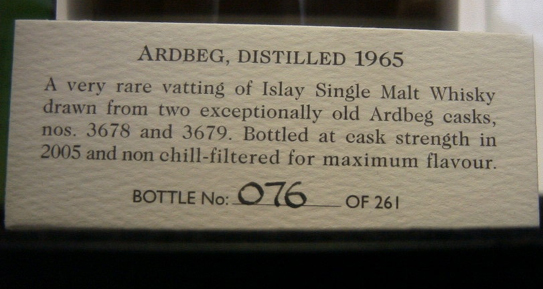 ARDBEG, DISTILLED 1965
A very rare vatting of Islay Single Malt Whisky
drawn from two exceptionally old Ardbeg casks,
nos. 3678 and 3679. Bottled at cask strength in
2005 and non chill-filtered for maximum flavour.
BOTTLE No: 076 OF 261